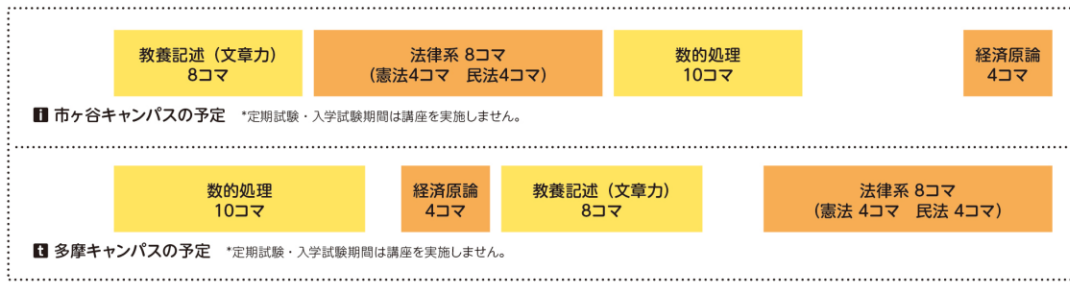 教養記述（文章力）
8コマ
法律系 8コマ
（憲法4コマ 民法4コマ）
数的処理
10コマ
経済原論
4コマ
i 市ヶ谷キャンパスの予定 *定期試験・入学試験期間は講座を実施しません。
数的処理
10コマ
経済原論
4コマ
教養記述（文章力）
8コマ
法律系 8コマ
（憲法 4コマ 民法 4コマ）
t 多摩キャンパスの予定 *定期試験・入学試験期間は講座を実施しません。